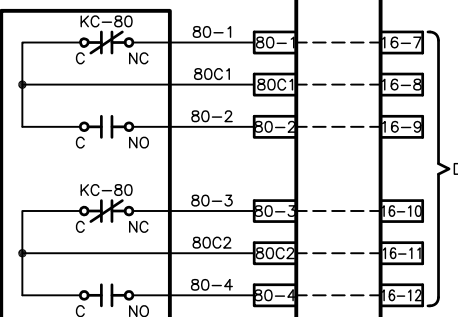 KC-80
C NC 80-1 80-1 16-7
80C1 80C1 16-8
C NO 80-2 80-2 16-9
KC-80
C NC 80-3 80-3 16-10
80C2 80C2 16-11
C NO 80-4 80-4 16-12